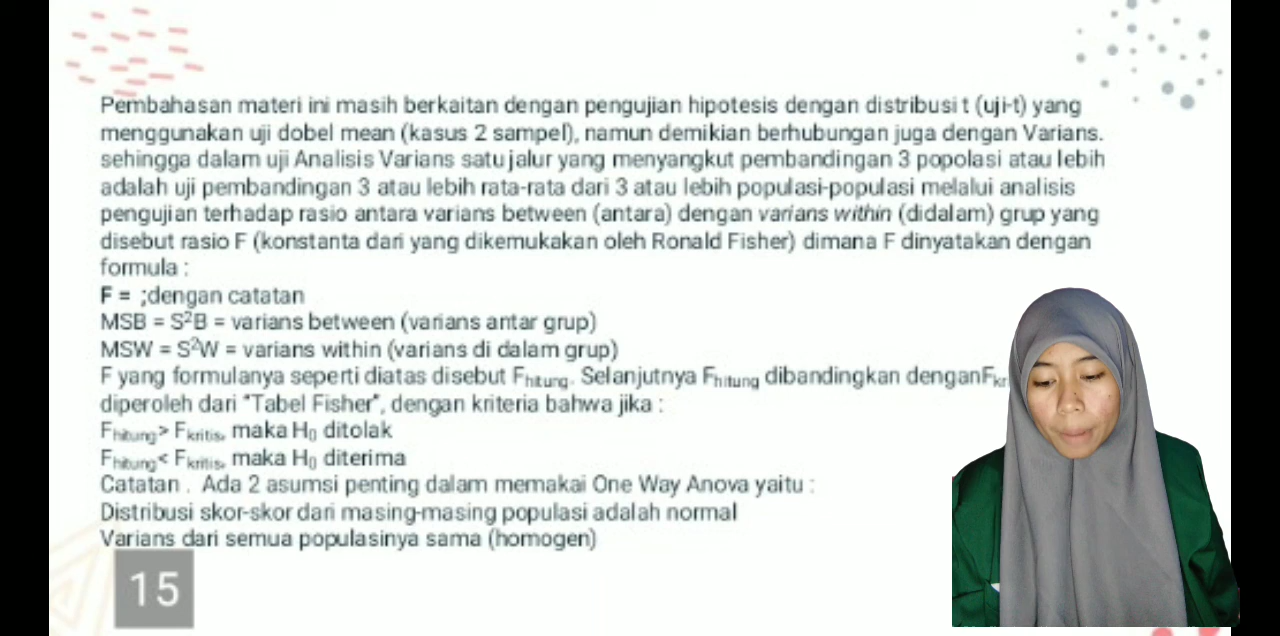 Pembahasan materi ini masih berkaitan dengan pengujian hipotesis dengan distribusi t (uji-t) yang
menggunakan uji dobel mean (kasus 2 sampel), namun demikian berhubungan juga dengan Varians.
sehingga dalam uji Analisis Varians satu jalur yang menyangkut pembandingan 3 popolasi atau lebih
adalah uji pembandingan 3 atau lebih rata-rata dari 3 atau lebih populasi-populasi melalui analisis
pengujian terhadap rasio antara varians between (antara) dengan varians within (didalam) grup yang
disebut rasio F (konstanta dari yang dikemukakan oleh Ronald Fisher) dimana F dinyatakan dengan
formula :
F = ;dengan catatan
MSB = S²B = varians between (varians antar grup)
MSW = S²W = varians within (varians di dalam grup)
F yang formulanya seperti diatas disebut Fhitung. Selanjutnya Fhitung dibandingkan denganFkr
diperoleh dari "Tabel Fisher", dengan kriteria bahwa jika :
Fhitung> Fkritis, maka H0 ditolak
Fhitung< Fkritis, maka H0 diterima
Catatan . Ada 2 asumsi penting dalam memakai One Way Anova yaitu :
Distribusi skor-skor dari masing-masing populasi adalah normal
Varians dari semua populasinya sama (homogen)
15